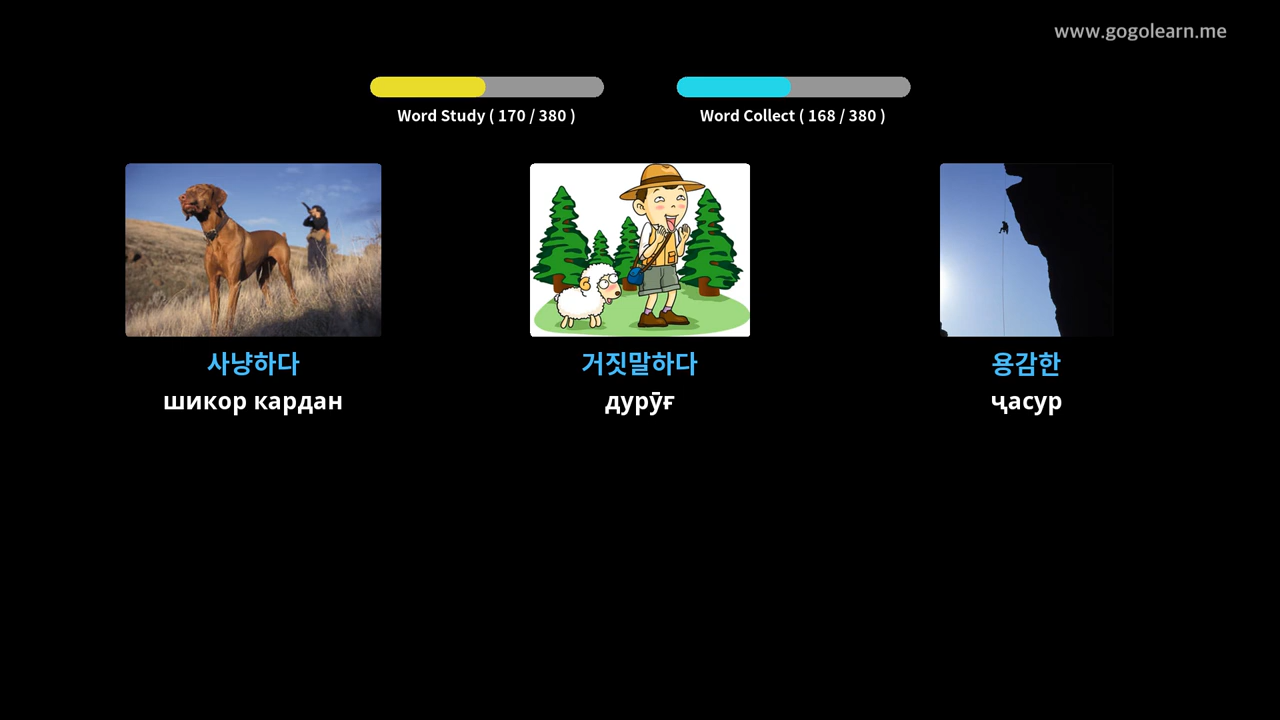 www.gogolearn.me
Word Study ( 170 / 380 )
Word Collect ( 168 / 380 )
사냥하다
거짓말하다
용감한
шикор кардан
дурӯғ
ҷасур